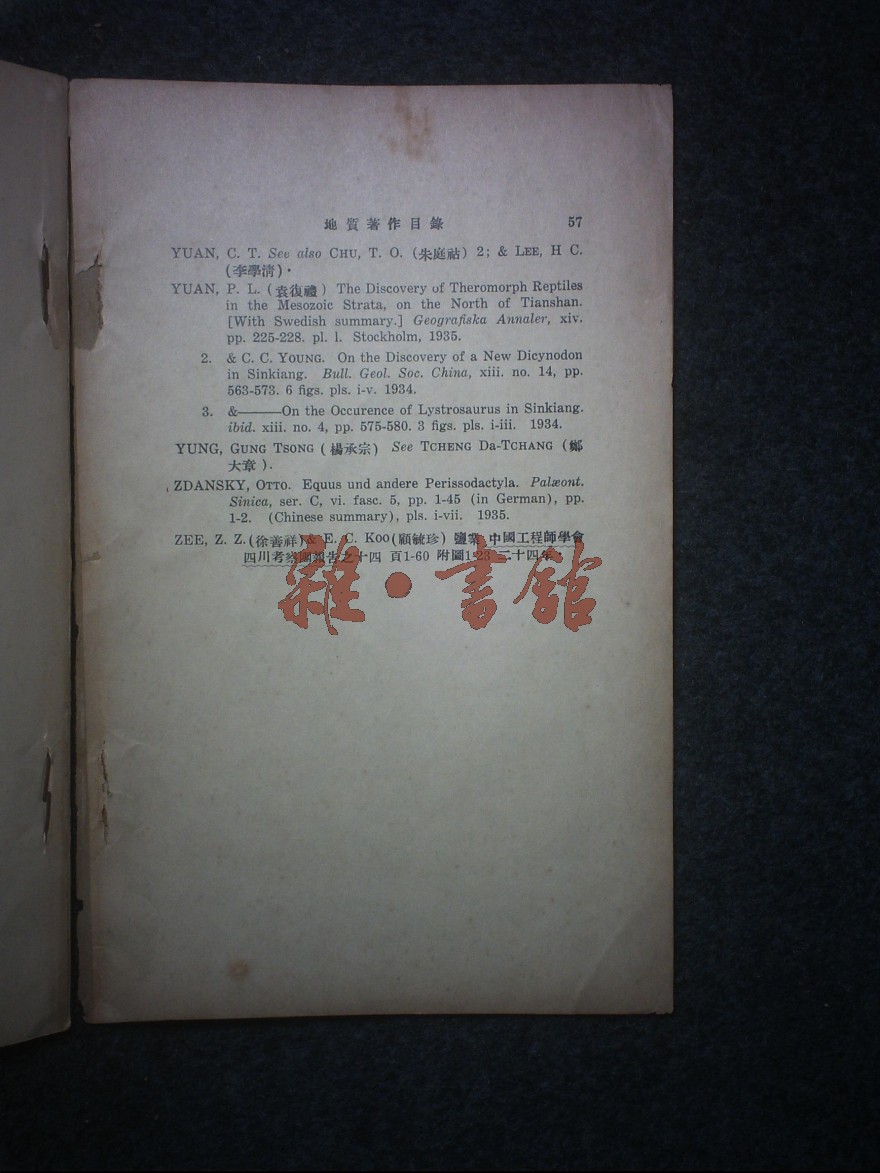 地質著作目錄 57
YUAN, C. T. See also CHU, T. O. (朱庭祜) 2; & LEE, H C.
(李學淸).
YUAN, P. L. (袁復禮) The Discovery of Theromorph Reptiles
in the Mesozoic Strata, on the North of Tianshan.
[With Swedish summary.] Geografiska Annaler, xiv.
pp. 225-228. pl. l. Stockholm, 1935.
2. & C. C. YOUNG. On the Discovery of a New Dicynodon
in Sinkiang. Bull. Geol. Soc. China, xiii. no. 14, pp.
563-573. 6 figs. pls. i-v. 1934.
3. &———On the Occurence of Lystrosaurus in Sinkiang.
ibid. xiii. no. 4, pp. 575-580. 3 figs. pls. i-iii. 1934.
YUNG, GUNG TSONG (楊承宗) See TCHENG DA-TCHANG (鄭
大章).
ZDANSKY, OTTO. Equus und andere Perissodactyla. Palæont.
Sinica, ser. C, vi. fasc. 5, pp. 1-45 (in German), pp.
1-2. (Chinese summary), pls. i-vii. 1935.
ZEE, Z. Z. (徐善祥) & E. C. KOO (顧毓珍) 鹽業 中國工程師學會
四川考察團報告之十四 頁1-60 附圖1-23 二十四年
雜·書館